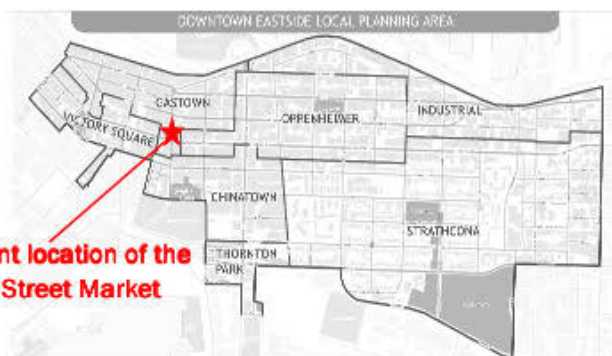 DOWNTOWN EASTSIDE LOCAL PLANNING AREA
GASTOWN
OPPENHEIMER
INDUSTRIAL
VICTORY SQUARE
CHINATOWN
STRATHCONA
THORNTON
PARK
nt location of the
Street Market